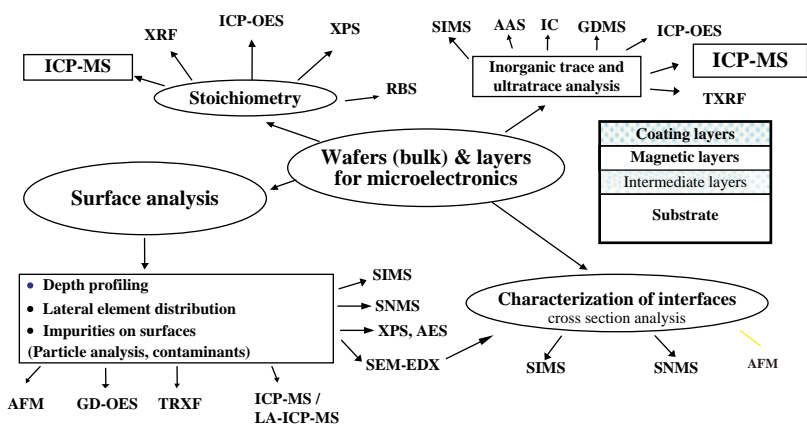 ICP-OES
XRF
XPS
ICP-MS
Stoichiometry
RBS
SIMS
AAS
IC
GDMS
ICP-OES
Inorganic trace and
ultratrace analysis
ICP-MS
TXRF
Wafers (bulk) & layers
for microelectronics
Coating layers
Magnetic layers
Intermediate layers
Substrate
Surface analysis
• Depth profiling
• Lateral element distribution
• Impurities on surfaces
(Particle analysis, contaminants)
SIMS
SNMS
XPS, AES
SEM-EDX
AFM
GD-OES
TRXF
ICP-MS /
LA-ICP-MS
Characterization of interfaces
cross section analysis
SIMS
SNMS
AFM